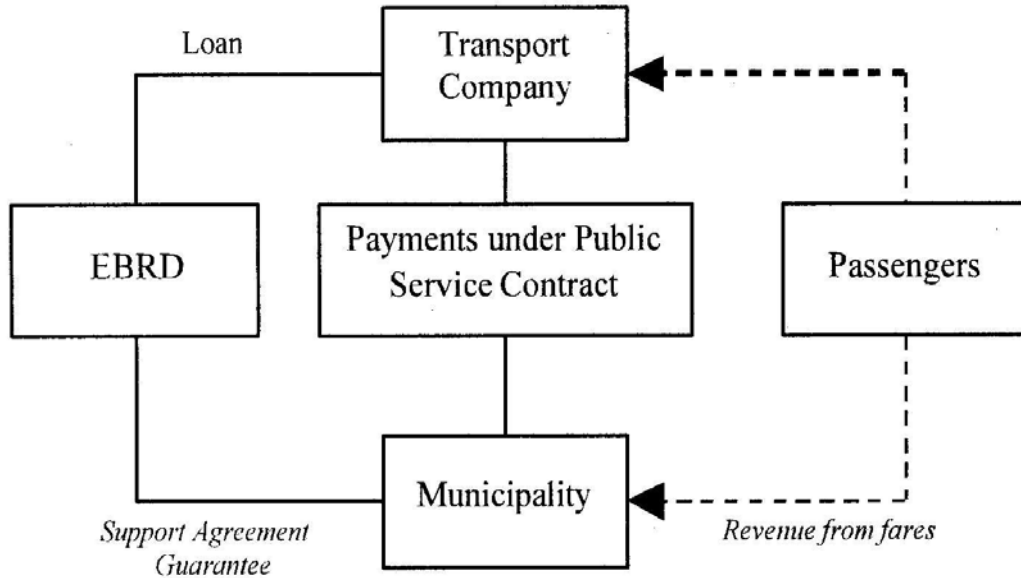 Loan
Transport
Company
EBRD
Payments under Public
Service Contract
Passengers
Municipality
Support Agreement
Guarantee
Revenue from fares